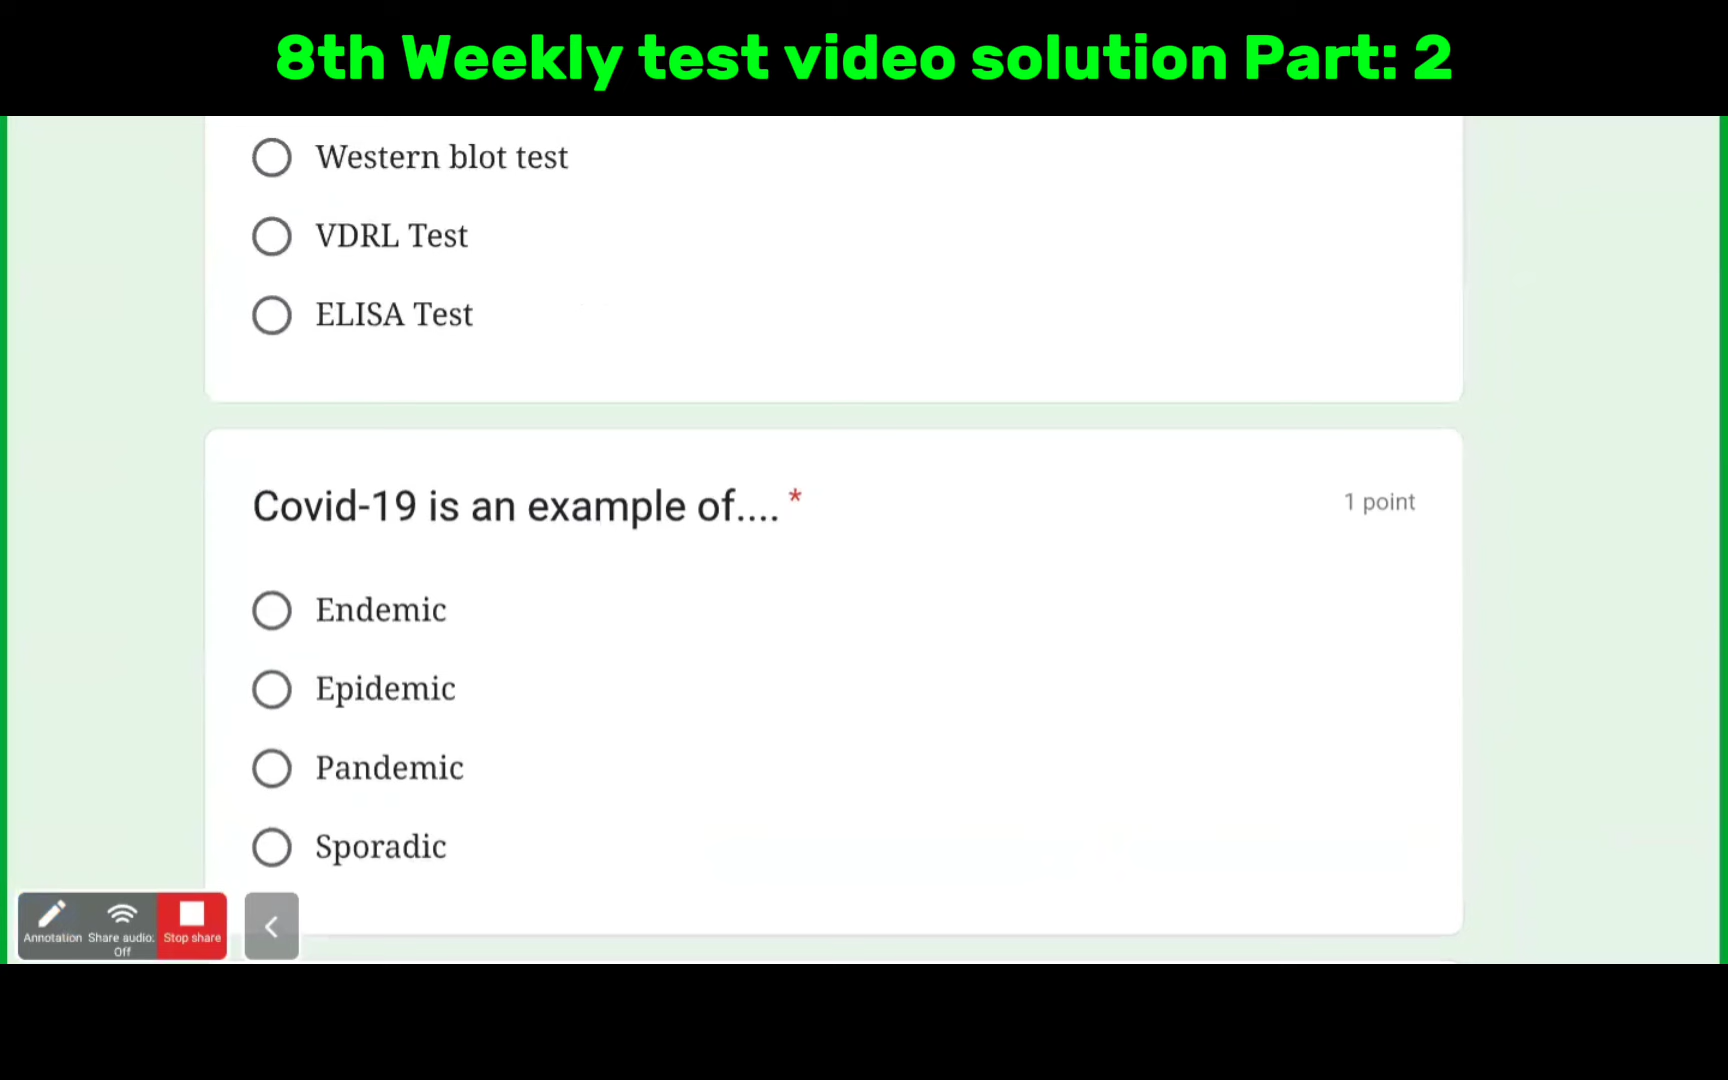 8th Weekly test video solution Part: 2
Western blot test
VDRL Test
ELISA Test
Covid-19 is an example of.... *
1 point
Endemic
Epidemic
Pandemic
Sporadic
Annotation
Share audio:
Off
Stop share